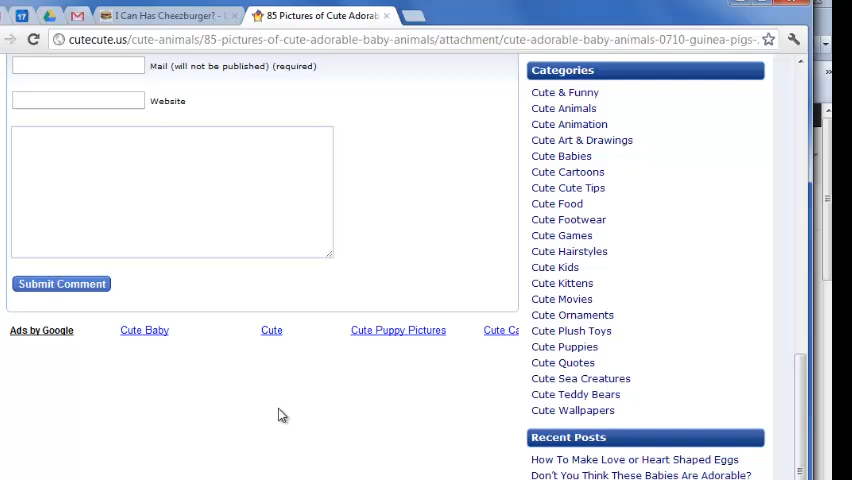 17
I Can Has Cheezburger? -
85 Pictures of Cute Adorab
cutecute.us/cute-animals/85-pictures-of-cute-adorable-baby-animals/attachment/cute-adorable-baby-animals-0710-guinea-pigs-
Mail (will not be published) (required)
Website
Submit Comment
Ads by Google
Cute Baby
Cute
Cute Puppy Pictures
Cute Ca
Categories
Cute & Funny
Cute Animals
Cute Animation
Cute Art & Drawings
Cute Babies
Cute Cartoons
Cute Cute Tips
Cute Food
Cute Footwear
Cute Games
Cute Hairstyles
Cute Kids
Cute Kittens
Cute Movies
Cute Ornaments
Cute Plush Toys
Cute Puppies
Cute Quotes
Cute Sea Creatures
Cute Teddy Bears
Cute Wallpapers
Recent Posts
How To Make Love or Heart Shaped Eggs
Don't You Think These Babies Are Adorable?